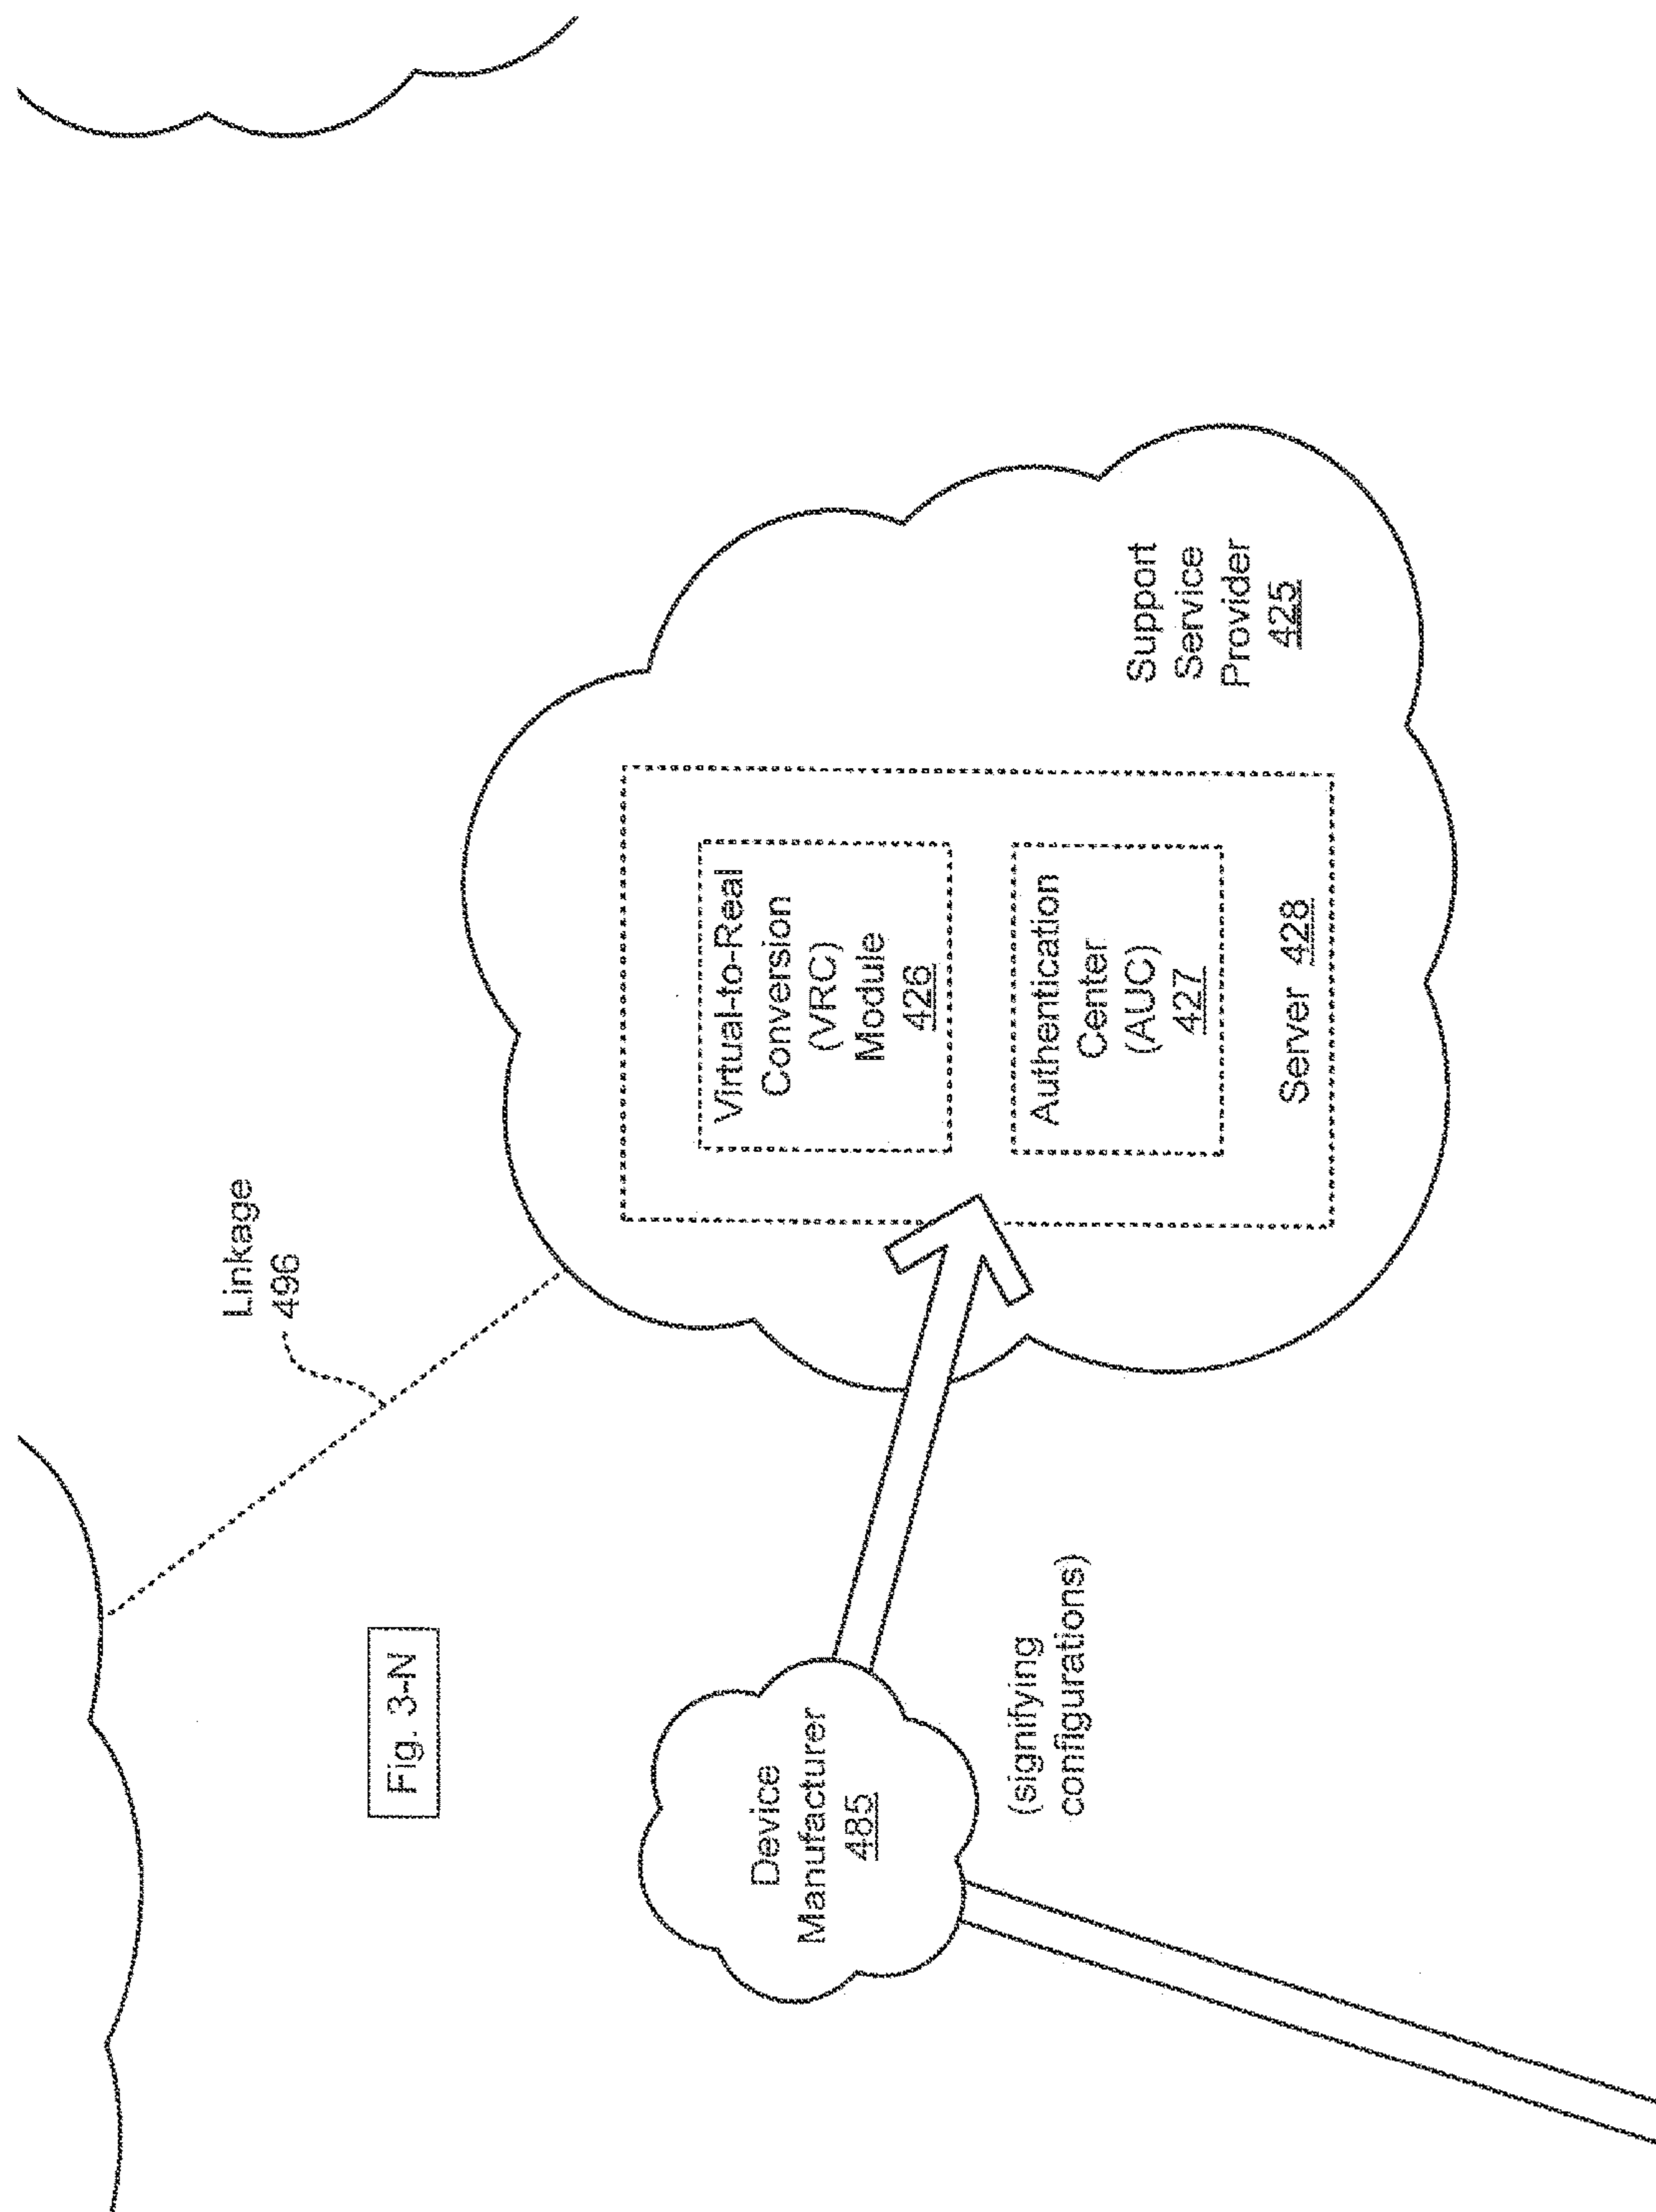 Linkage
496
Fig. 3-N
Device
Manufacturer
485
(signifying
configurations)
Virtual-to-Real
Conversion
(VRC)
Module
426
Authentication
Center
(AUC)
427
Server 428
Support
Service
Provider
425